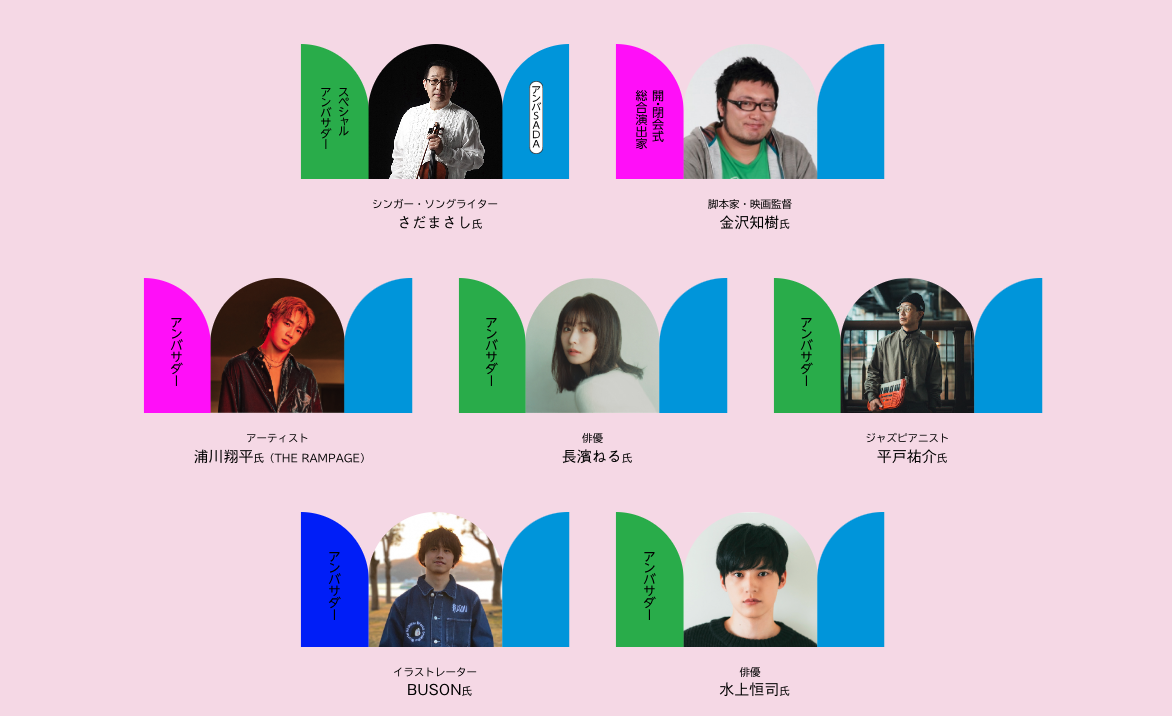 スペシャル
アンバサダー
アンバSADA
シンガー・ソングライター
さだまさし氏
開・閉会式
総合演出家
脚本家・映画監督
金沢知樹氏
アンバサダー
アーティスト
浦川翔平氏（THE RAMPAGE）
アンバサダー
俳優
長濱ねる氏
アンバサダー
ジャズピアニスト
平戸祐介氏
アンバサダー
BUSON
イラストレーター
BUSON氏
アンバサダー
俳優
水上恒司氏